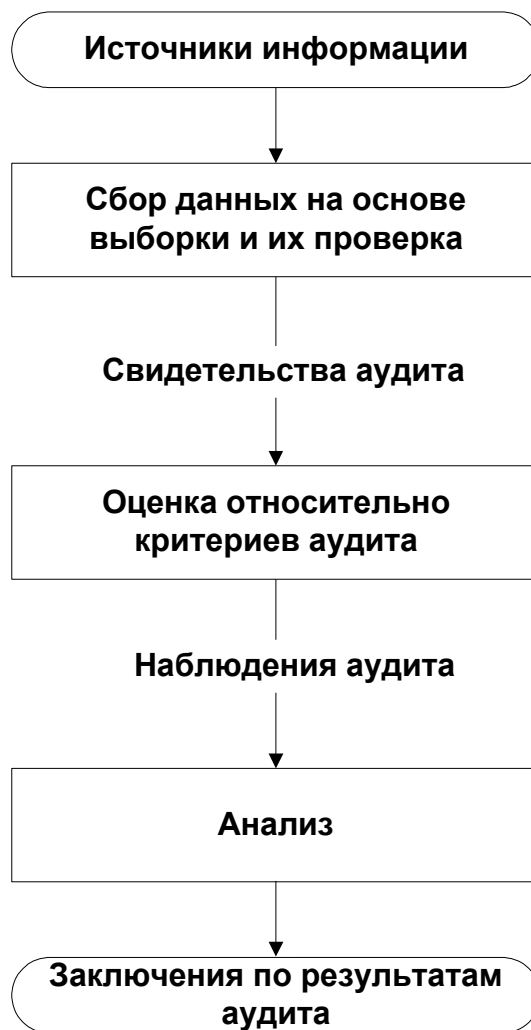 Источники информации
Сбор данных на основе
выборки и их проверка
Свидетельства аудита
Оценка относительно
критериев аудита
Наблюдения аудита
Анализ
Заключения по результатам
аудита